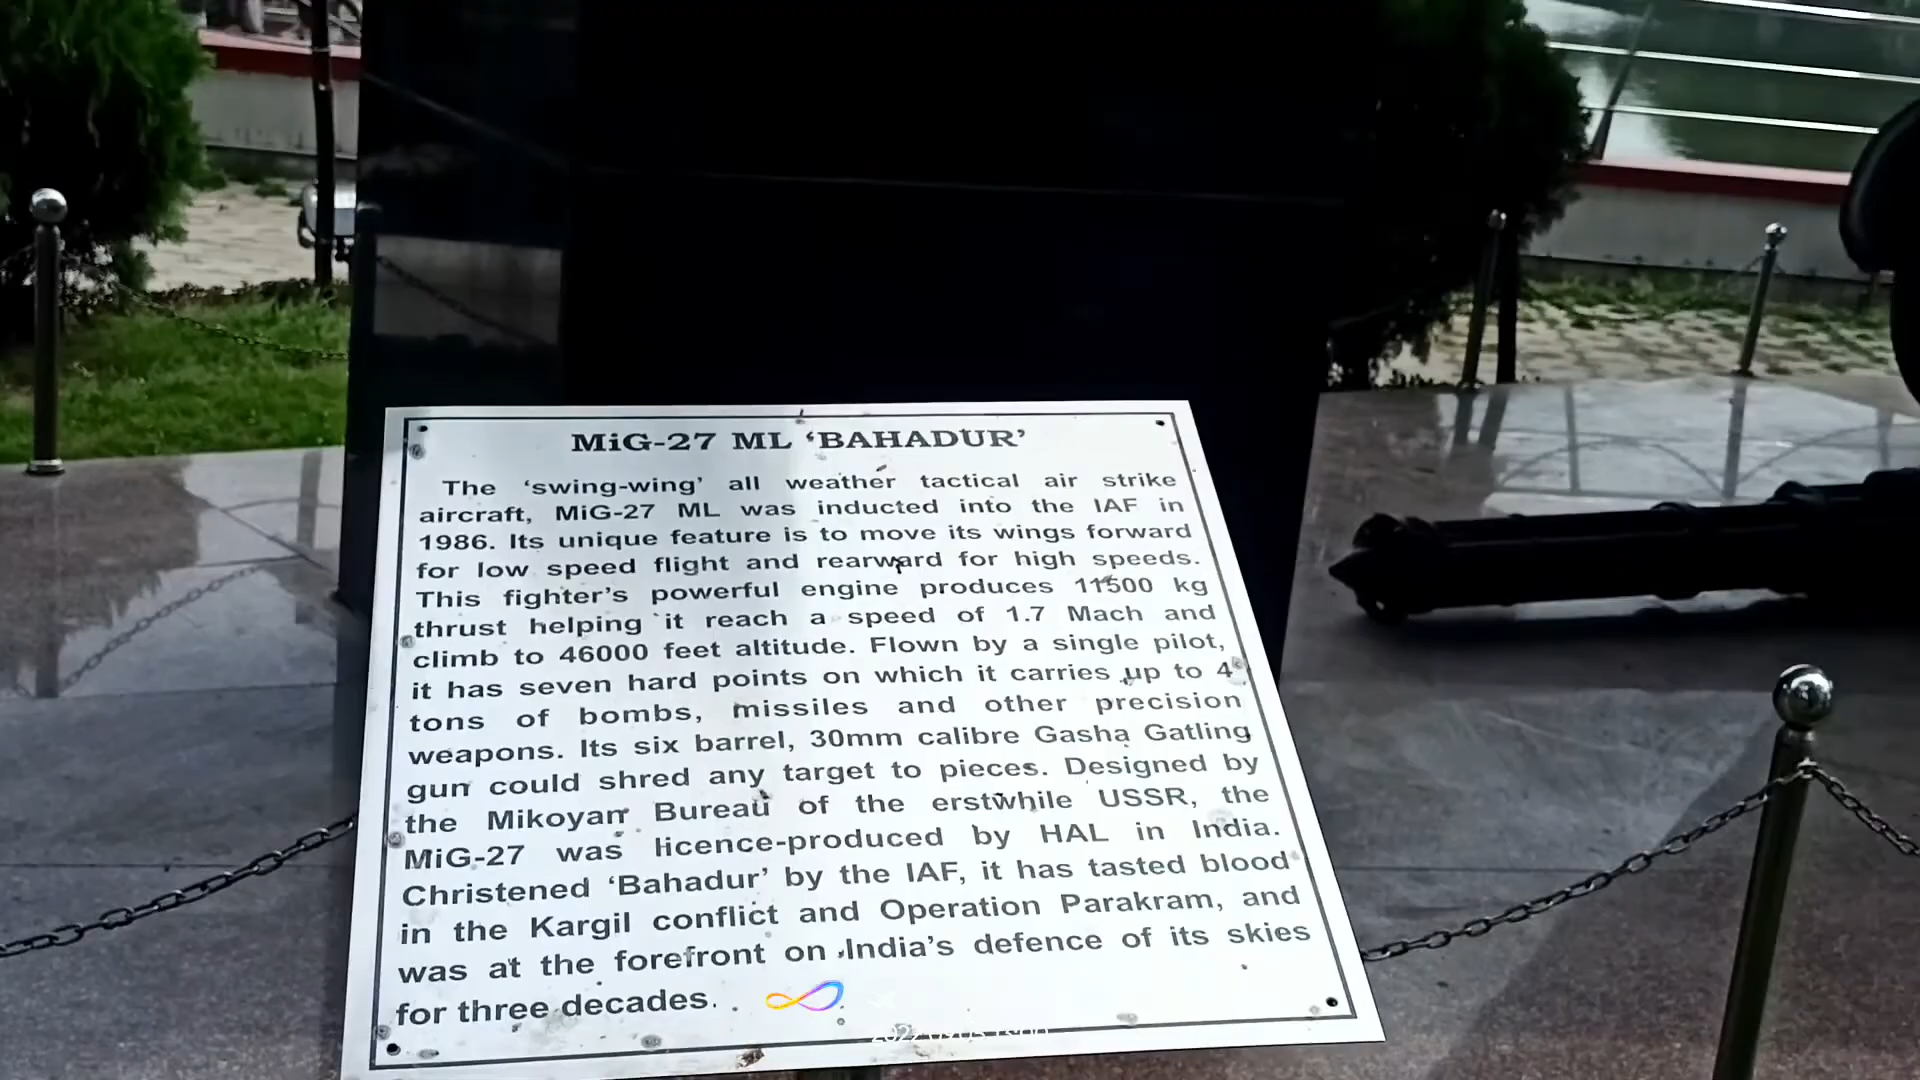 MiG-27 ML ‘BAHADUR’
The ‘swing-wing’ all weather tactical air strike
aircraft, MiG-27 ML was inducted into the IAF in
1986. Its unique feature is to move its wings forward
for low speed flight and rearward for high speeds.
This fighter’s powerful engine produces 11500 kg
thrust helping it reach a speed of 1.7 Mach and
climb to 46000 feet altitude. Flown by a single pilot,
it has seven hard points on which it carries up to 4
tons of bombs, missiles and other precision
weapons. Its six barrel, 30mm calibre Gasha Gatling
gun could shred any target to pieces. Designed by
the Mikoyan Bureau of the erstwhile USSR, the
MiG-27 was licence-produced by HAL in India.
Christened ‘Bahadur’ by the IAF, it has tasted blood
in the Kargil conflict and Operation Parakram, and
was at the forefront on India’s defence of its skies
for three decades.